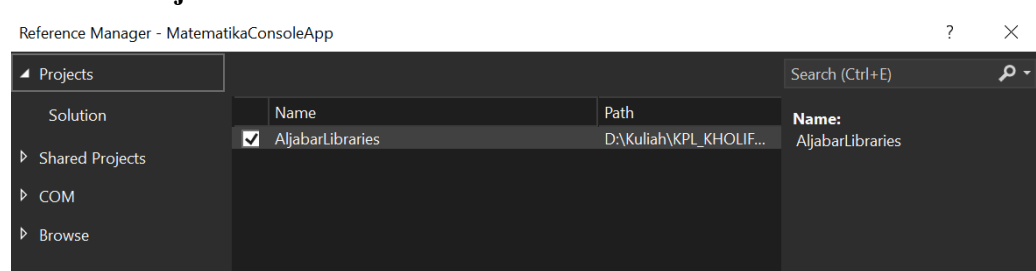 Reference Manager - MatematikaConsoleApp
? ×
Projects
Search (Ctrl+E)
Solution
Shared Projects
COM
Browse
Name Path
AljabarLibraries D:\Kuliah\KPL_KHOLIF...
Name:
AljabarLibraries